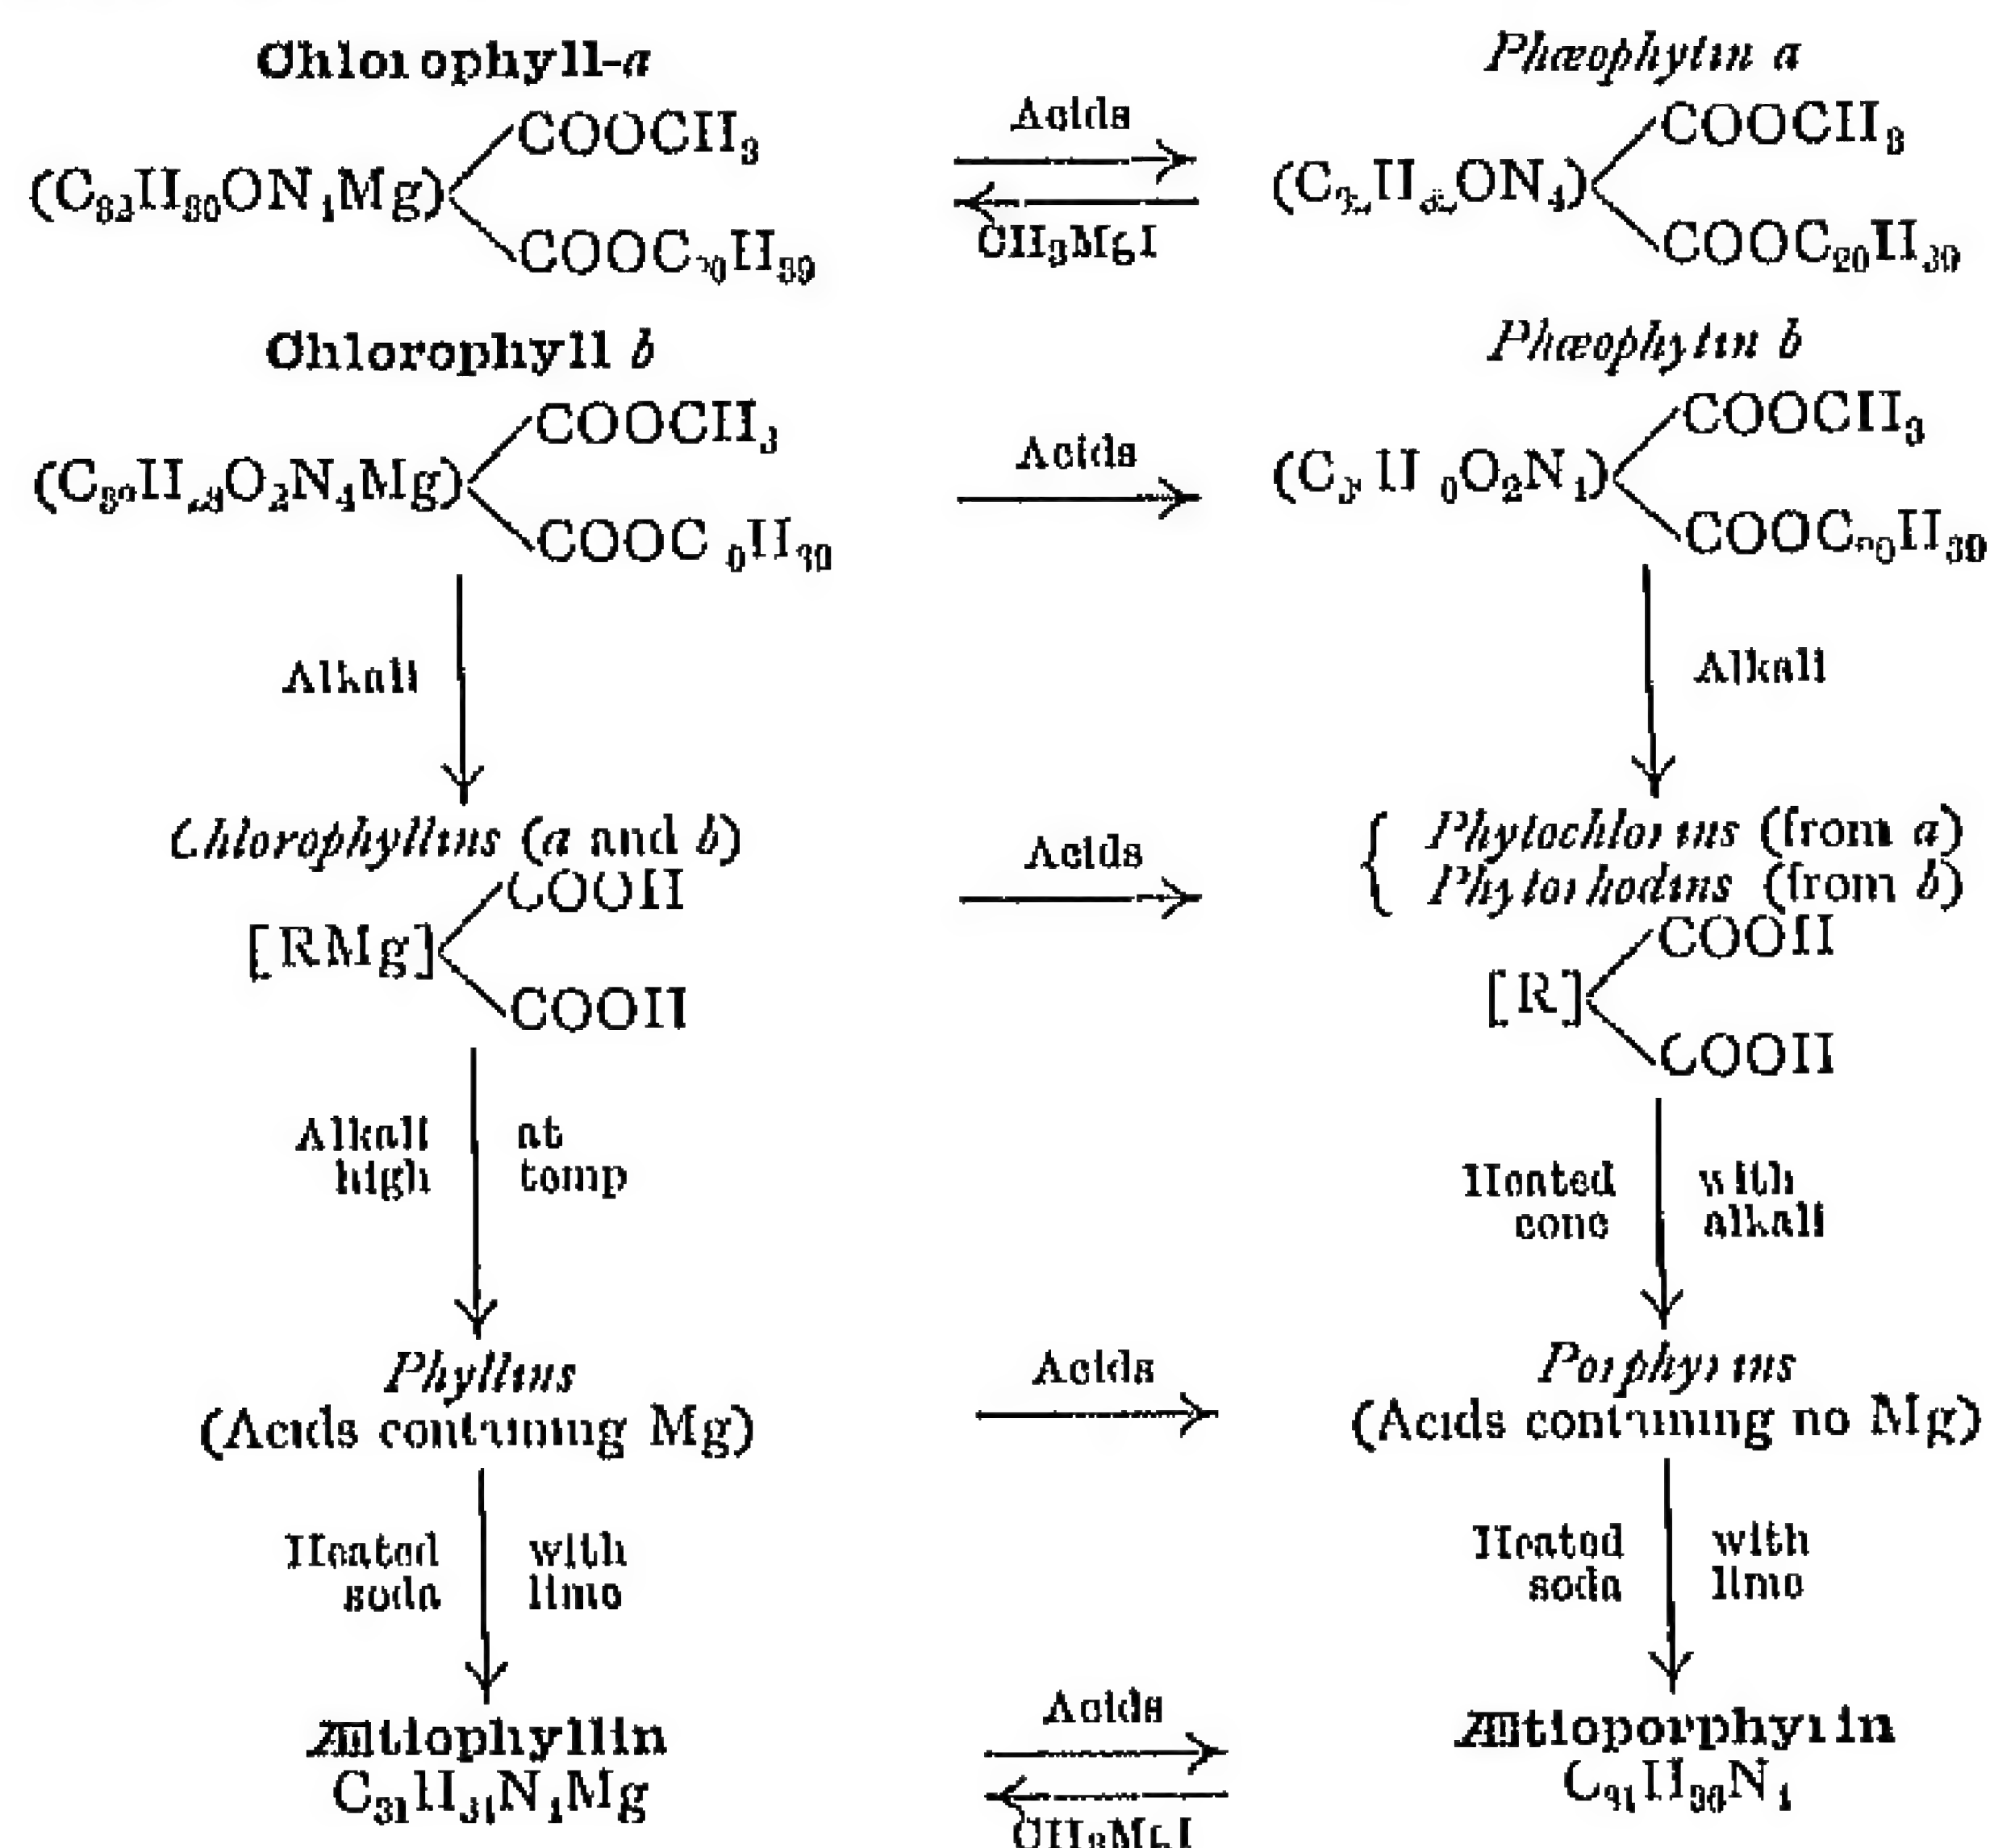 Chlorophyll-a
Phæophytin a
COOCH₃
Acids
COOCH₃
(C₃₂H₃₀ON₄Mg)
(C₃₂H₃₂ON₄)
COOC₂₀H₃₉
CH₃MgI
COOC₂₀H₃₉
Chlorophyll b
Phæophytin b
COOCH₃
Acids
COOCH₃
(C₃₂H₂₈O₂N₄Mg)
(C₃₂H₃₀O₂N₄)
COOC₂₀H₃₉
COOC₂₀H₃₉
Alkali
Alkali
Chlorophyllins (a and b)
Acids
{ Phytochlorins (from a)
Phytorhodins (from b)
COOH
[RMg]
COOH
COOH
[R]
COOH
Alkali at
high temp
Heated with
conc alkali
Phyllins
(Acids containing Mg)
Acids
Porphyrins
(Acids containing no Mg)
Heated with
soda lime
Heated with
soda lime
Ætiophyllin
C₃₁H₃₄N₄Mg
Acids
CH₃MgI
Ætioporphyrin
C₃₁H₃₆N₄